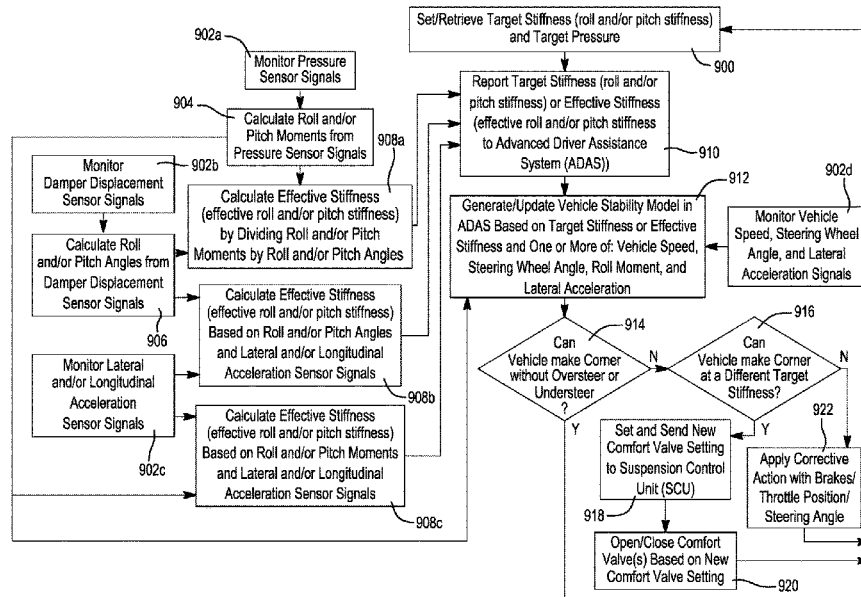 Set/Retrieve Target Stiffness (roll and/or pitch stiffness)
and Target Pressure
900
902a
Monitor Pressure
Sensor Signals
904
Calculate Roll and/or
Pitch Moments from
Pressure Sensor Signals
908a
Report Target Stiffness (roll and/or
pitch stiffness) or Effective Stiffness
(effective roll and/or pitch stiffness
to Advanced Driver Assistance
System (ADAS))
910
902b
Monitor
Damper Displacement
Sensor Signals
Calculate Effective Stiffness
(effective roll and/or pitch stiffness)
by Dividing Roll and/or Pitch
Moments by Roll and/or Pitch Angles
912
Generate/Update Vehicle Stability Model in
ADAS Based on Target Stiffness or Effective
Stiffness and One or More of: Vehicle Speed,
Steering Wheel Angle, Roll Moment, and
Lateral Acceleration
902d
Monitor Vehicle
Speed, Steering Wheel
Angle, and Lateral
Acceleration Signals
Calculate Roll
and/or Pitch Angles from
Damper Displacement
Sensor Signals
906
Calculate Effective Stiffness
(effective roll and/or pitch stiffness)
Based on Roll and/or Pitch Angles
and Lateral and/or Longitudinal
Acceleration Sensor Signals
908b
914
Can
Vehicle make Corner
without Oversteer or
Understeer
?
N
Y
916
Can
Vehicle make Corner
at a Different Target
Stiffness?
N
Y
Monitor Lateral
and/or Longitudinal
Acceleration
Sensor Signals
902c
Calculate Effective Stiffness
(effective roll and/or pitch stiffness)
Based on Roll and/or Pitch Moments
and Lateral and/or Longitudinal
Acceleration Sensor Signals
908c
Set and Send New
Comfort Valve Setting
to Suspension Control
Unit (SCU)
918
922
Apply Corrective
Action with Brakes/
Throttle Position/
Steering Angle
Open/Close Comfort
Valve(s) Based on New
Comfort Valve Setting
920